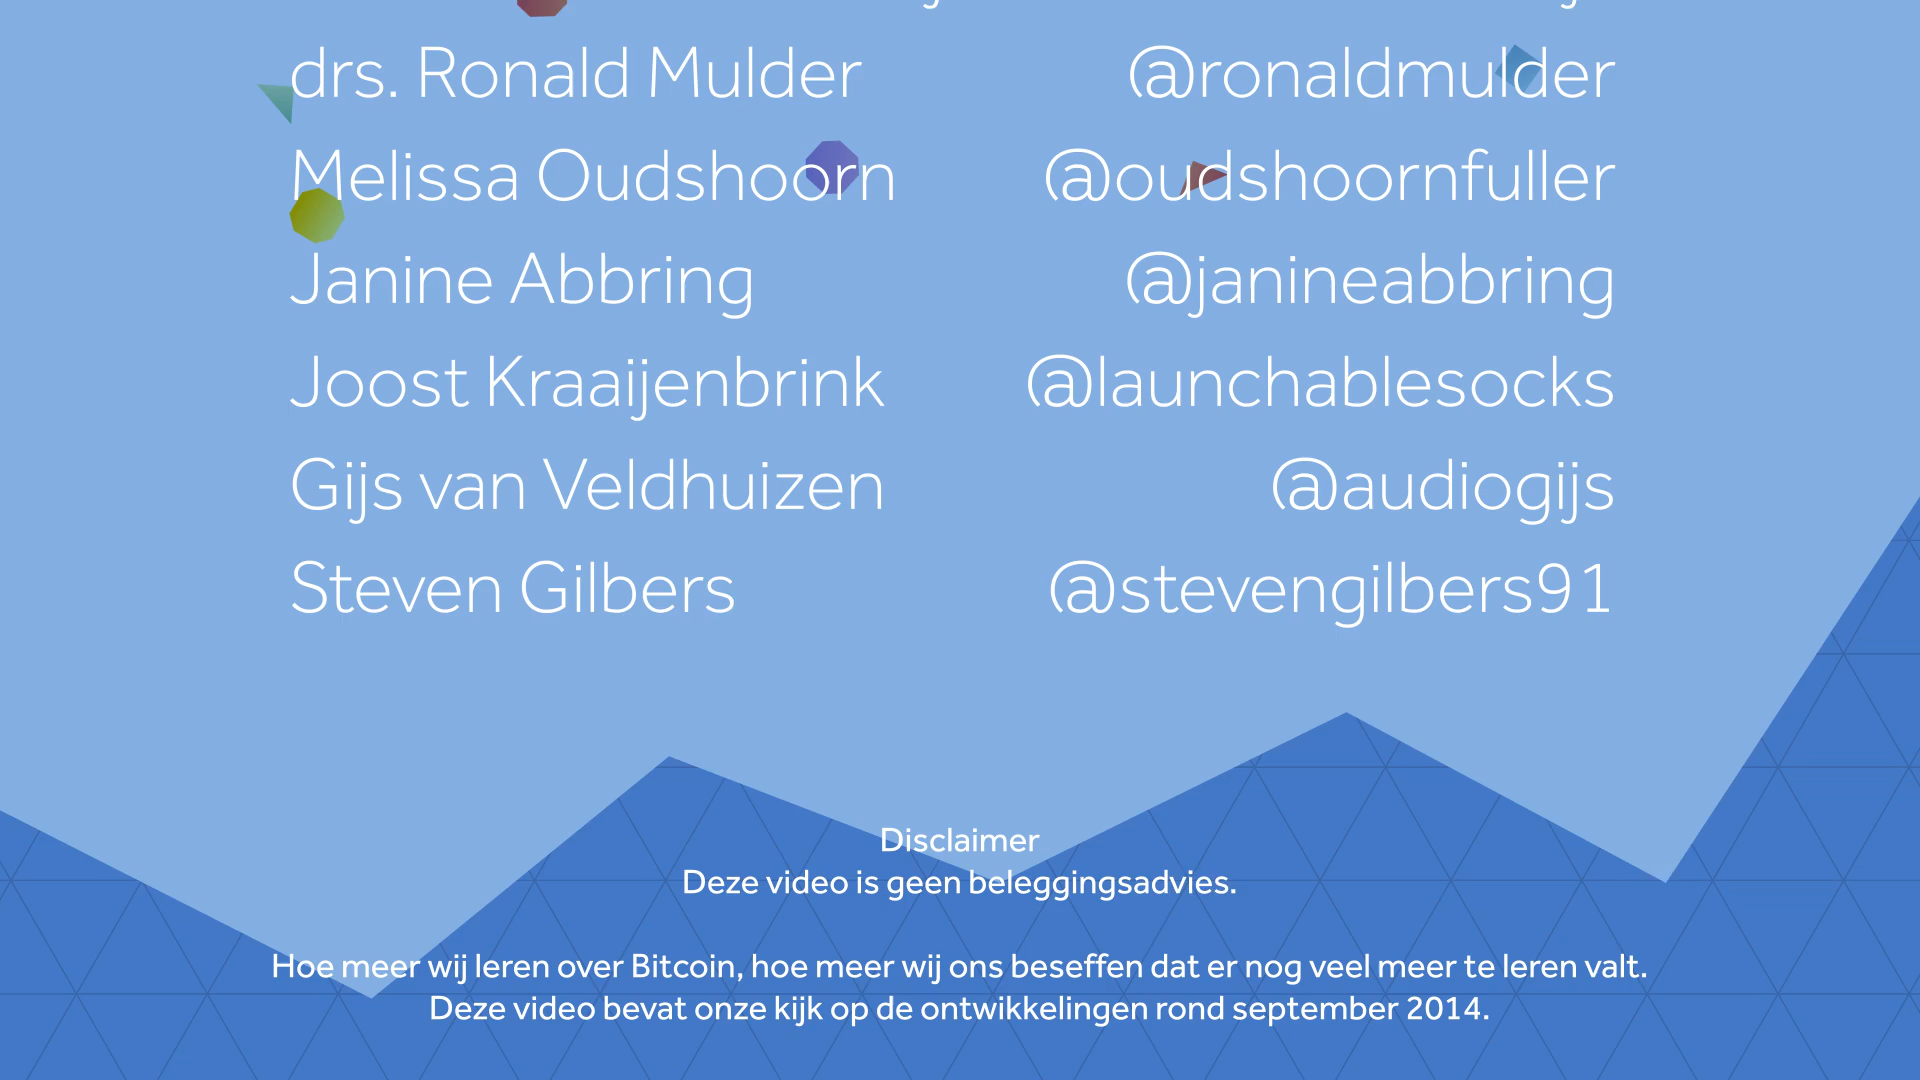 drs. Ronald Mulder @ronaldmulder
Melissa Oudshoorn @oudshoornfuller
Janine Abbring @janineabbring
Joost Kraaijenbrink @launchablesocks
Gijs van Veldhuizen @audiogijs
Steven Gilbers @stevengilbers91
Disclaimer
Deze video is geen beleggingsadvies.
Hoe meer wij leren over Bitcoin, hoe meer wij ons beseffen dat er nog veel meer te leren valt.
Deze video bevat onze kijk op de ontwikkelingen rond september 2014.